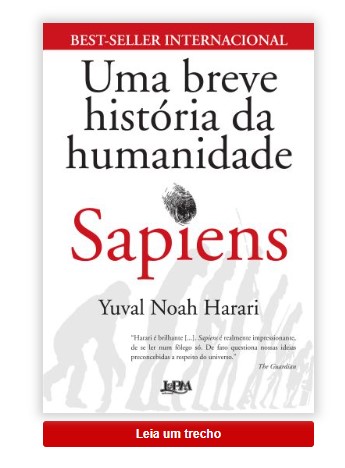 BEST-SELLER INTERNACIONAL
Uma breve
história da
humanidade
Sapiens
Yuval Noah Harari
"Harari é brilhante [...]. Sapiens é realmente impressionante,
de se ler num fôlego só. De fato questiona nossas ideias
preconcebidas a respeito do universo."
The Guardian
L&PM
Leia um trecho